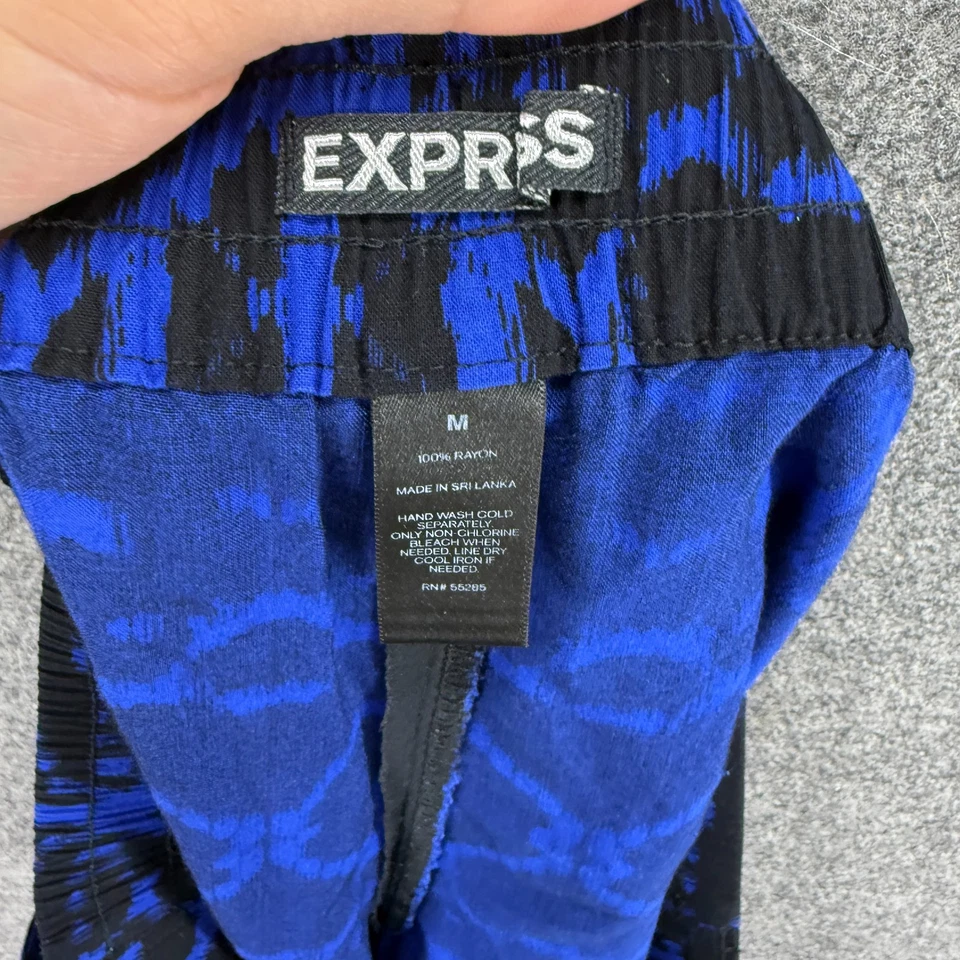 EXPRSS
M
100% RAYON
MADE IN SRI LANKA
HAND WASH COLD
SEPARATELY.
ONLY NON-CHLORINE
BLEACH WHEN
NEEDED. LINE DRY
COOL IRON IF
NEEDED.
RN# 55285